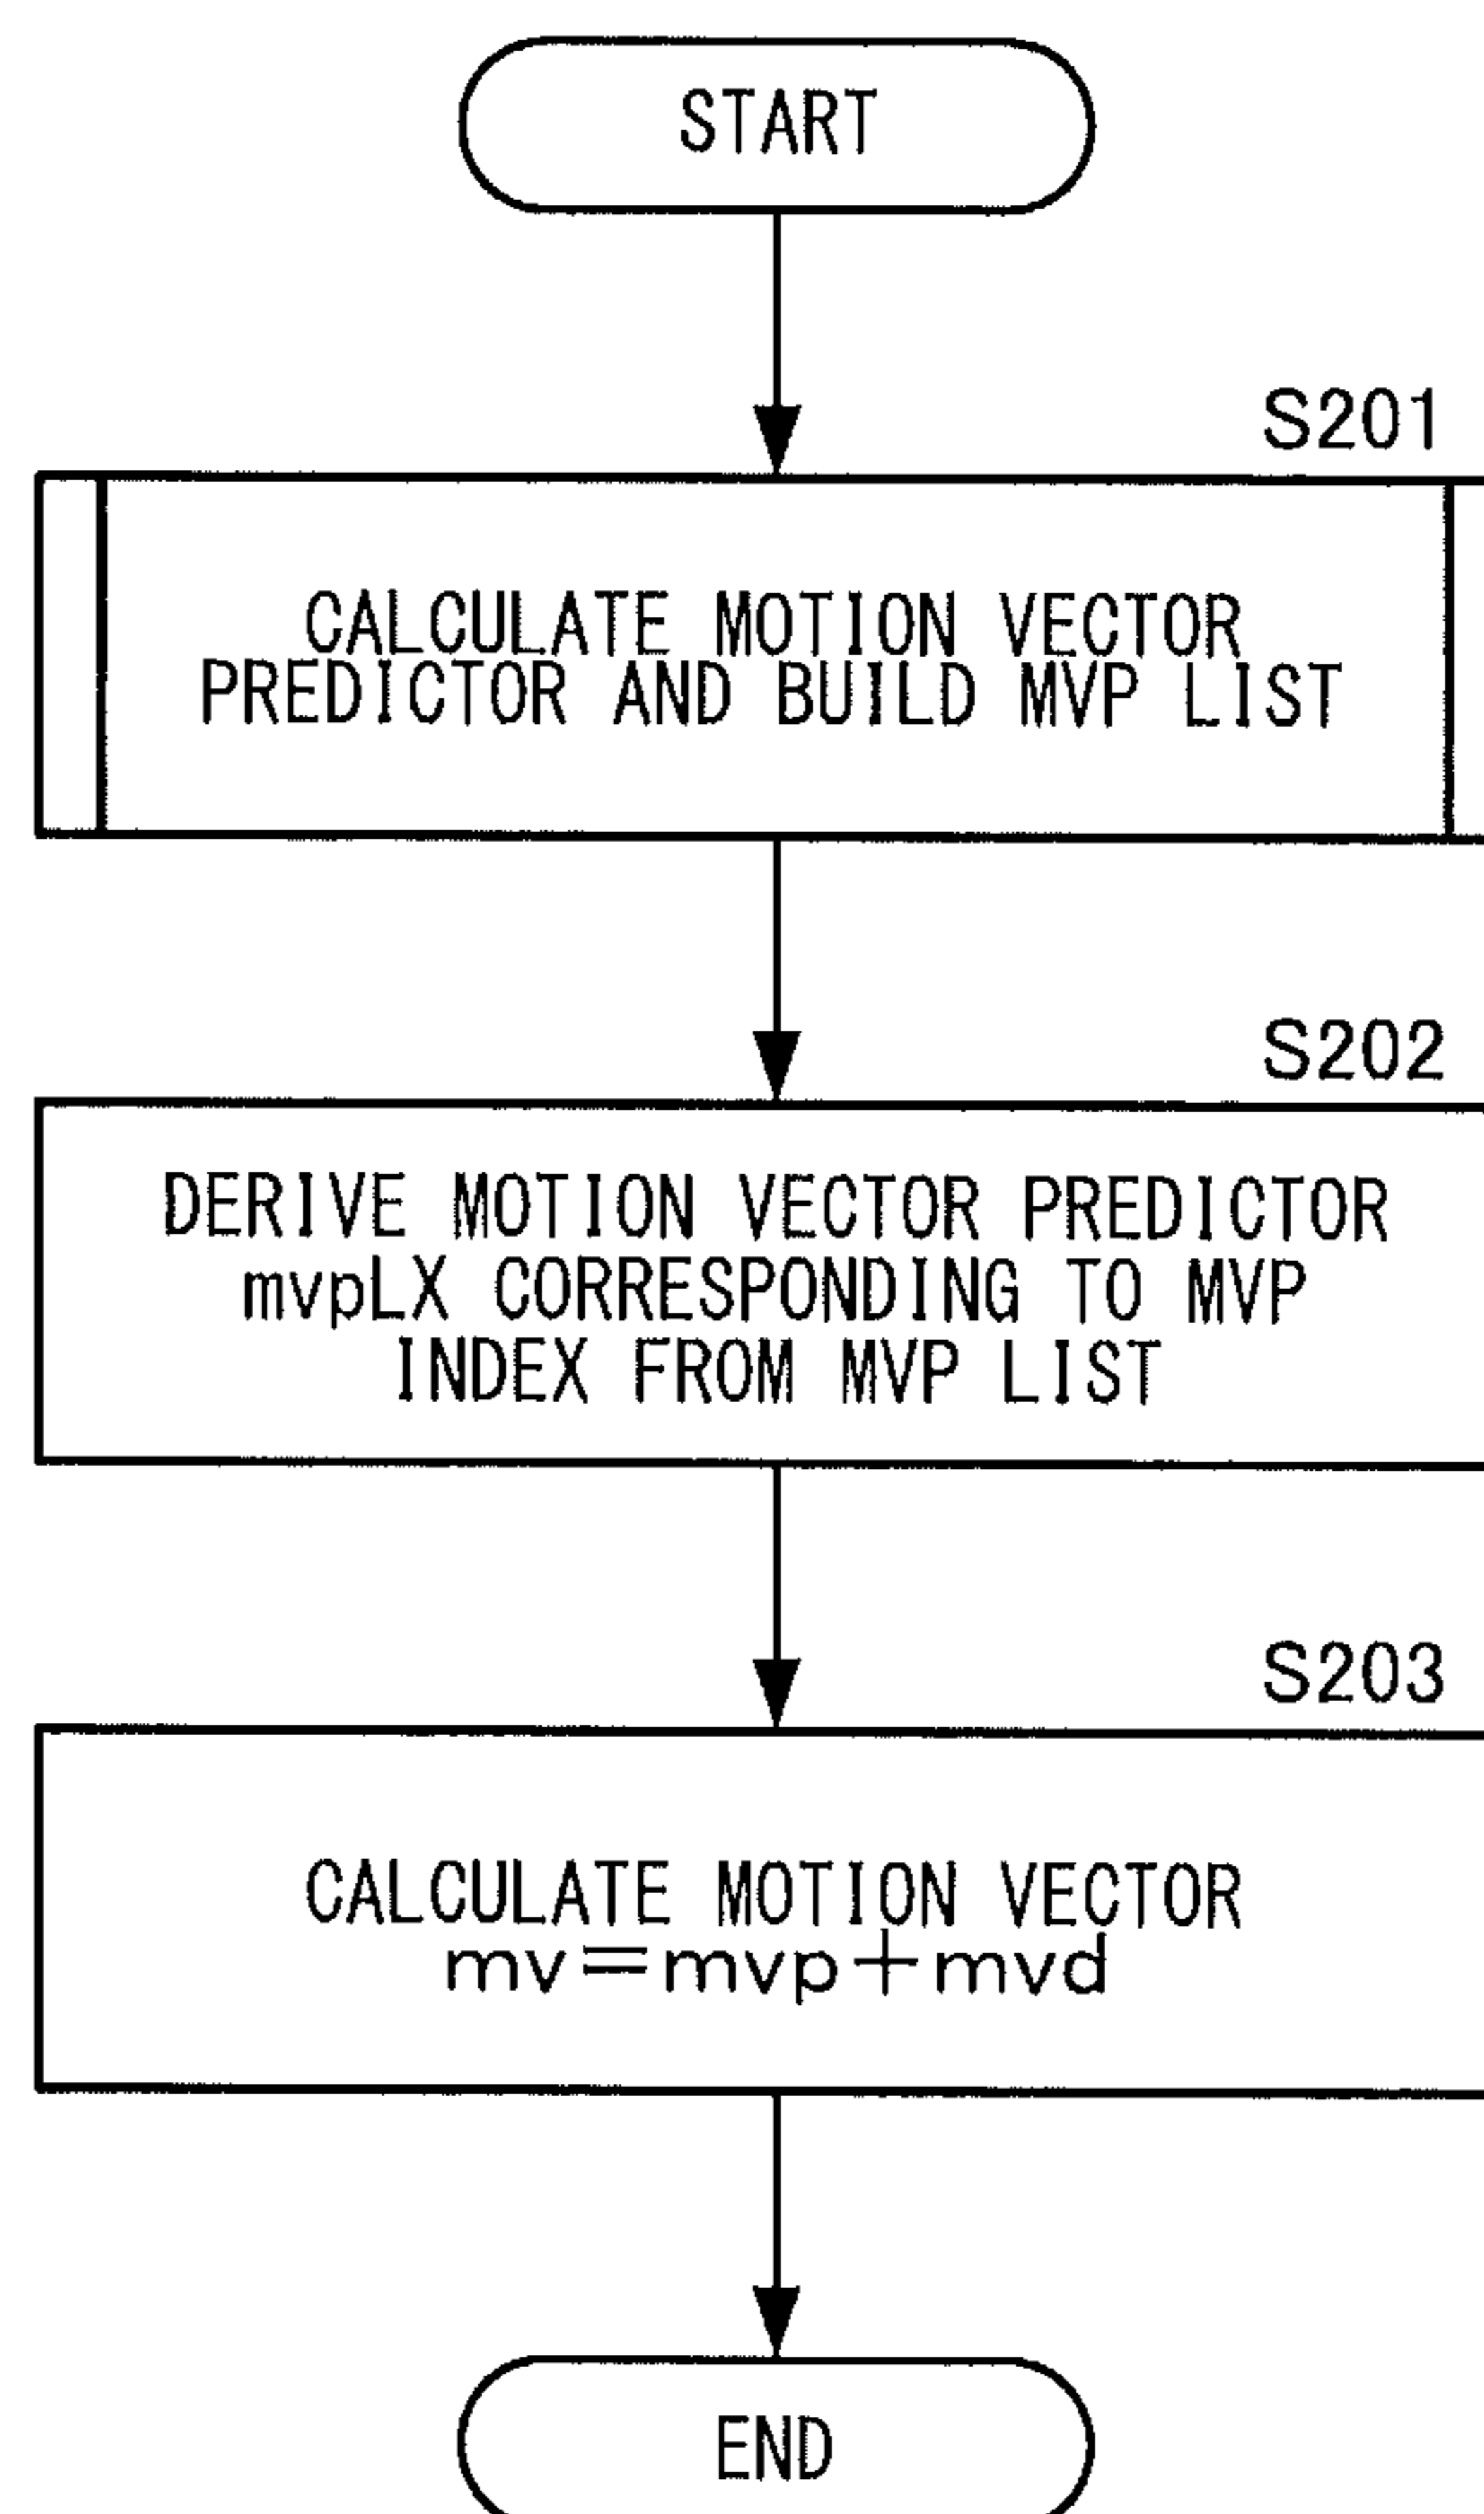 START
S201
CALCULATE MOTION VECTOR
PREDICTOR AND BUILD MVP LIST
S202
DERIVE MOTION VECTOR PREDICTOR
mvpLX CORRESPONDING TO MVP
INDEX FROM MVP LIST
S203
CALCULATE MOTION VECTOR
mv=mvp+mvd
END